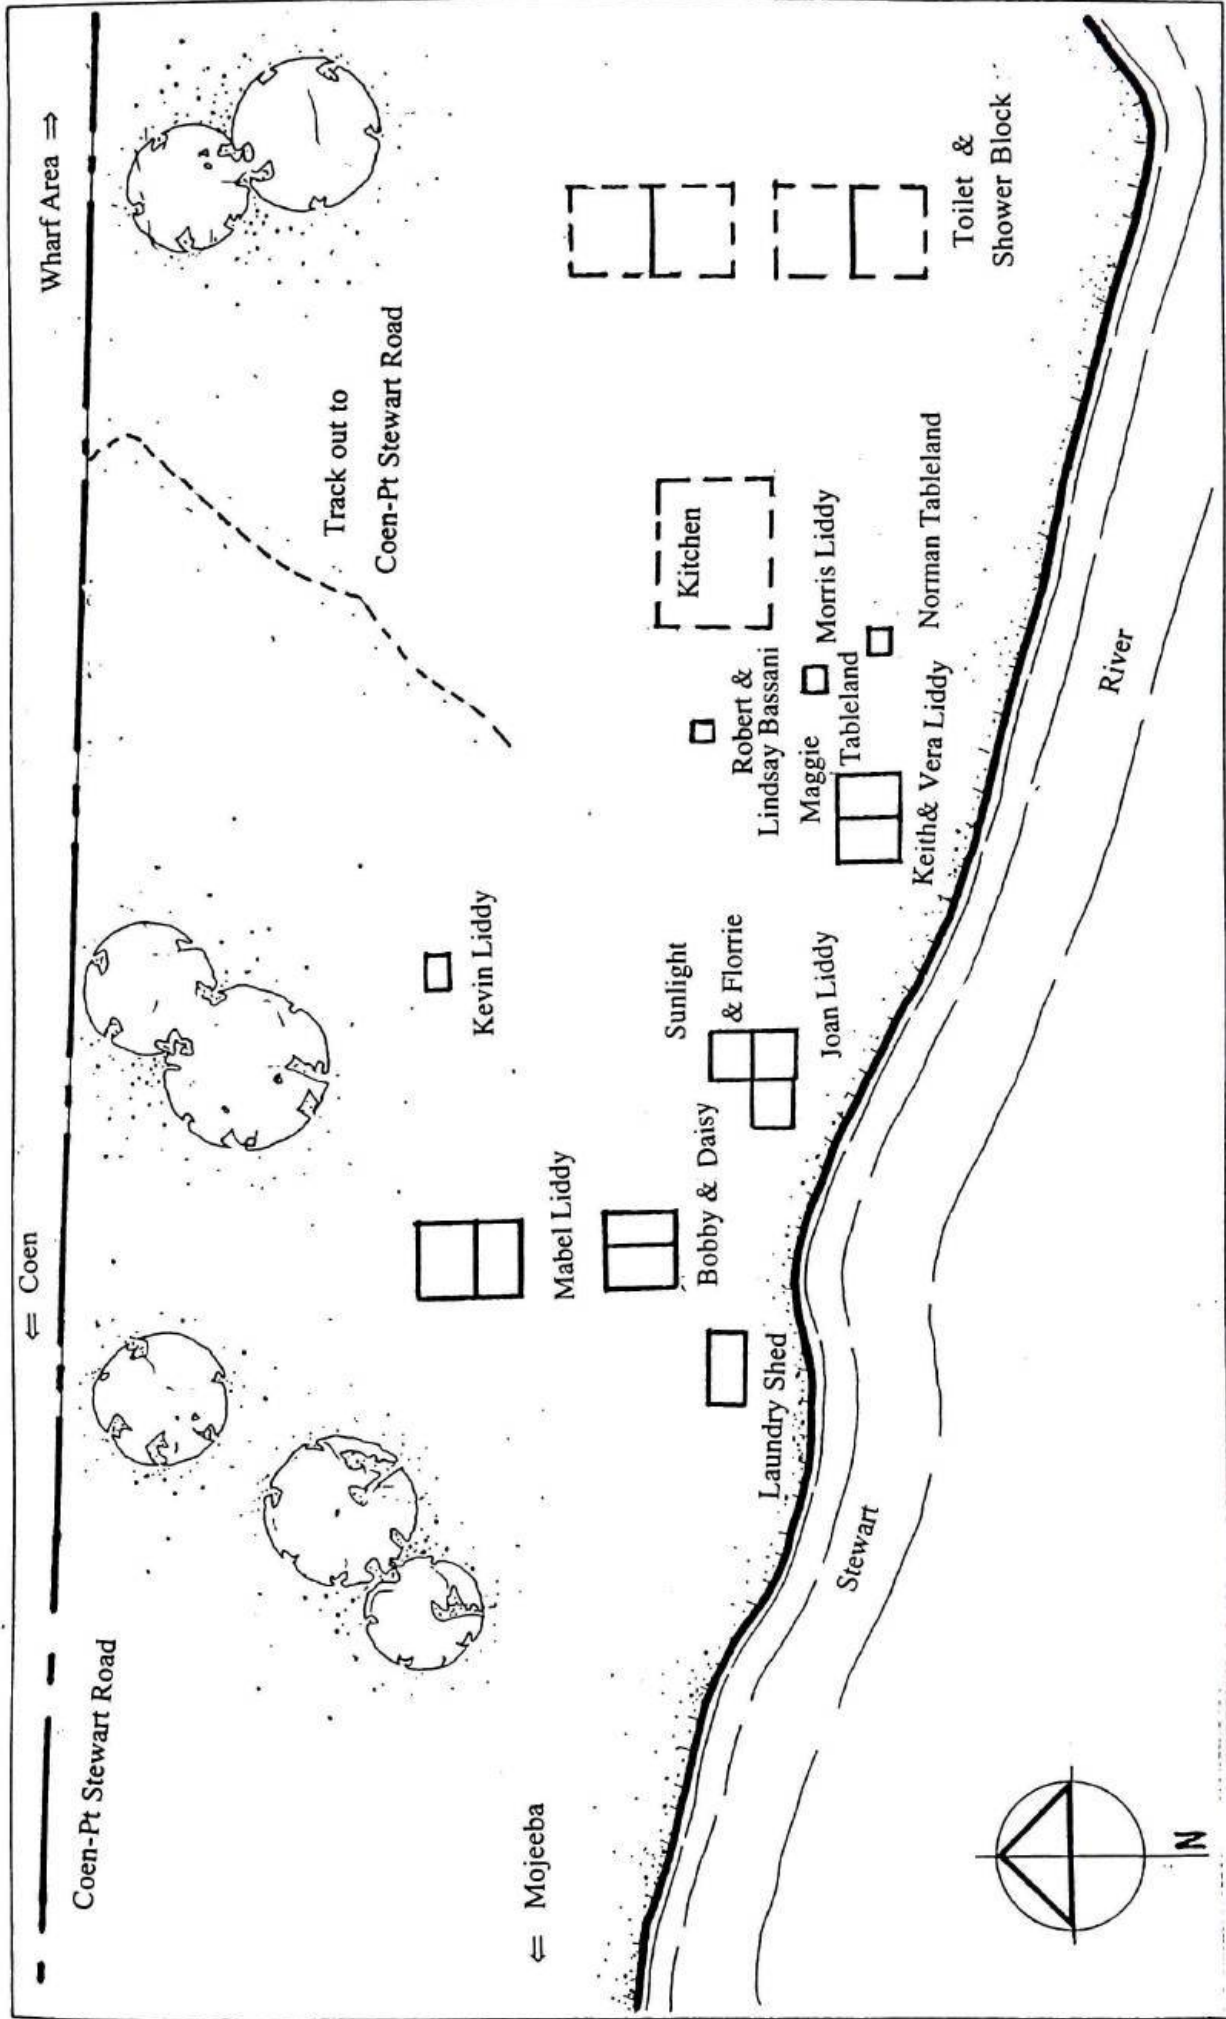 ⇐ Coen
Wharf Area ⇒
Coen-Pt Stewart Road
Track out to
Coen-Pt Stewart Road
Kevin Liddy
⇐ Mojeeba
Mabel Liddy
Kitchen
Bobby & Daisy
Sunlight
& Florrie
Robert &
Lindsay Bassani
Laundry Shed
Joan Liddy
Maggie
Tableland
Morris Liddy
Keith& Vera Liddy
Norman Tableland
Toilet &
Shower Block
Stewart
River
N